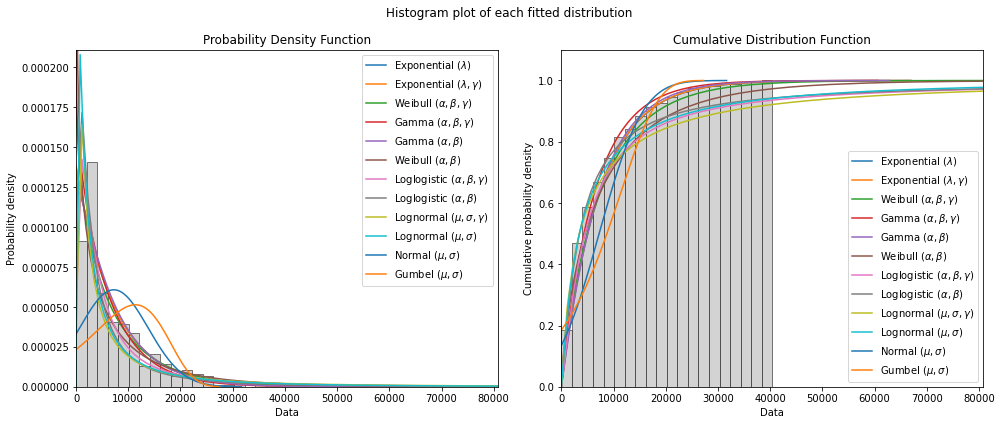 Histogram plot of each fitted distribution
Probability Density Function
0.000200
0.000175
0.000150
0.000125
0.000100
0.000075
0.000050
0.000025
0.000000
Probability density
0 10000 20000 30000 40000 50000 60000 70000 80000
Data
Exponential (λ)
Exponential (λ, γ)
Weibull (α, β, γ)
Gamma (α, β, γ)
Gamma (α, β)
Weibull (α, β)
Loglogistic (α, β, γ)
Loglogistic (α, β)
Lognormal (μ, σ, γ)
Lognormal (μ, σ)
Normal (μ, σ)
Gumbel (μ, σ)
Cumulative Distribution Function
1.0
0.8
0.6
0.4
0.2
0.0
Cumulative probability density
0 10000 20000 30000 40000 50000 60000 70000 80000
Data
Exponential (λ)
Exponential (λ, γ)
Weibull (α, β, γ)
Gamma (α, β, γ)
Gamma (α, β)
Weibull (α, β)
Loglogistic (α, β, γ)
Loglogistic (α, β)
Lognormal (μ, σ, γ)
Lognormal (μ, σ)
Normal (μ, σ)
Gumbel (μ, σ)